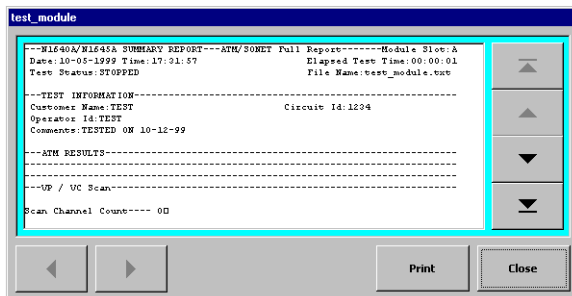 test_module
---N1640A/N1645A SUMMARY REPORT---ATM/SONET Full Report-------Module Slot:A
Date:10-05-1999 Time:17:31:57 Elapsed Test Time:00:00:01
Test Status:STOPPED File Name:test_module.txt
---TEST INFORMATION------------------------------------------------
Customer Name:TEST Circuit Id:1234
Operator Id:TEST
Comments:TESTED ON 10-12-99
---ATM RESULTS-----------------------------------------------------
---VP / VC Scan----------------------------------------------------
Scan Channel Count---- 0
Print
Close